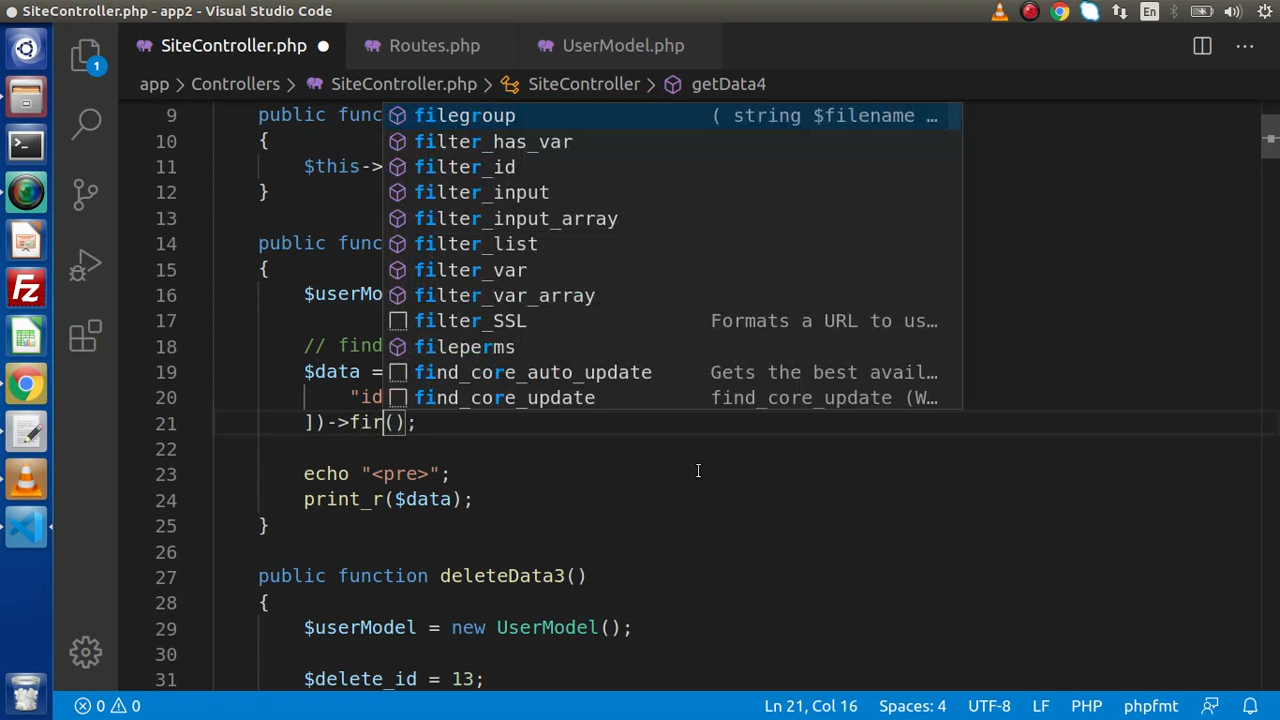 SiteController.php - app2 - Visual Studio Code
En
SiteController.php
Routes.php
UserModel.php
1
app > Controllers > SiteController.php > SiteController > getData4
9 public func
10 {
11 $this->
12 }
13
14 public func
15 {
16 $userMo
17
18 // find
19 $data =
20 "id
21 ])->fir();
22
23 echo "<pre>";
24 print_r($data);
25 }
26
27 public function deleteData3()
28 {
29 $userModel = new UserModel();
30
31 $delete_id = 13;
filegroup ( string $filename …
filter_has_var
filter_id
filter_input
filter_input_array
filter_list
filter_var
filter_var_array
filter_SSL Formats a URL to us…
fileperms
find_core_auto_update Gets the best avail…
find_core_update find_core_update (W…
0 0
Ln 21, Col 16
Spaces: 4
UTF-8
LF
PHP
phpfmt